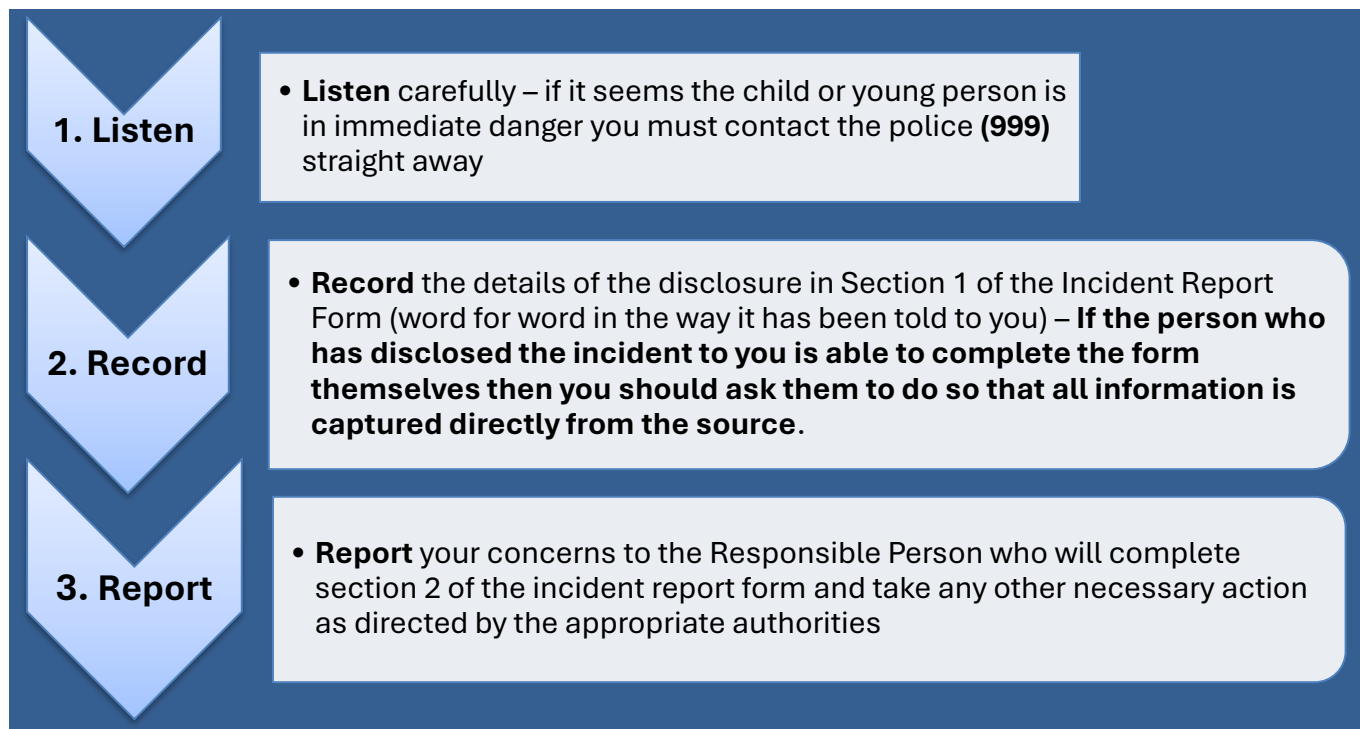 1. Listen
• Listen carefully – if it seems the child or young person is
in immediate danger you must contact the police (999)
straight away
2. Record
• Record the details of the disclosure in Section 1 of the Incident Report
Form (word for word in the way it has been told to you) – If the person who
has disclosed the incident to you is able to complete the form
themselves then you should ask them to do so that all information is
captured directly from the source.
3. Report
• Report your concerns to the Responsible Person who will complete
section 2 of the incident report form and take any other necessary action
as directed by the appropriate authorities